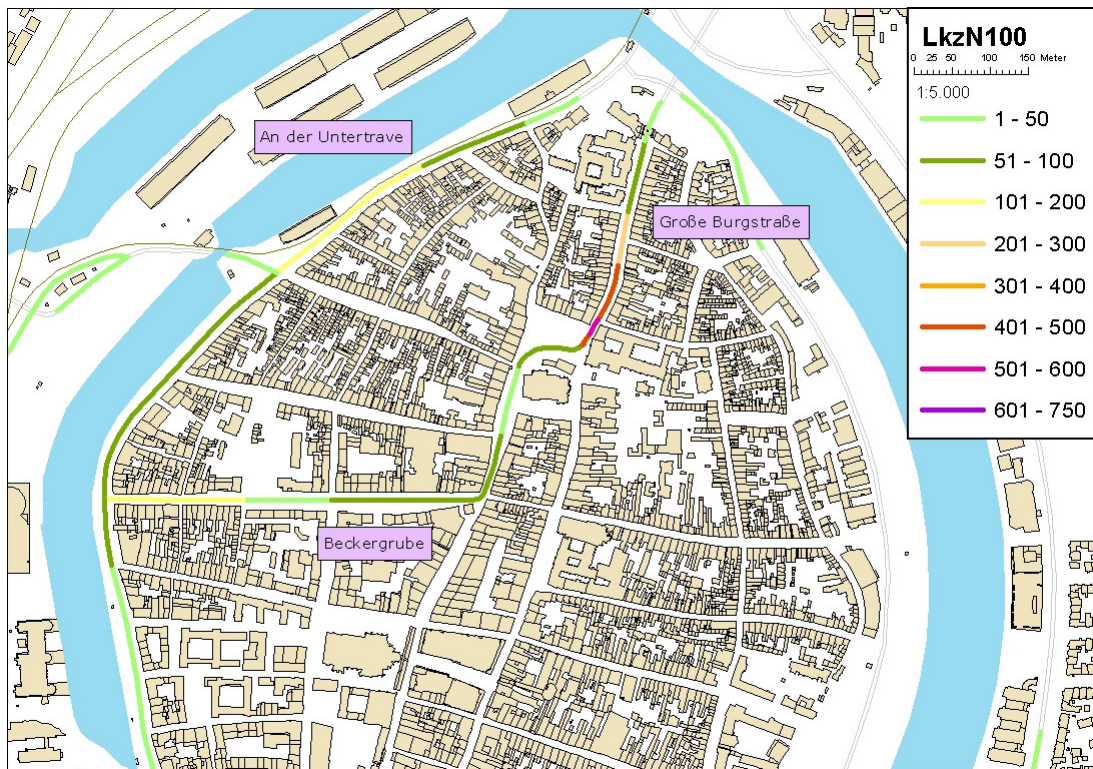 LkzN100
0 25 50 100 150 Meter
1:5.000
1 - 50
51 - 100
101 - 200
201 - 300
301 - 400
401 - 500
501 - 600
601 - 750
An der Untertrave
Große Burgstraße
Beckergrube